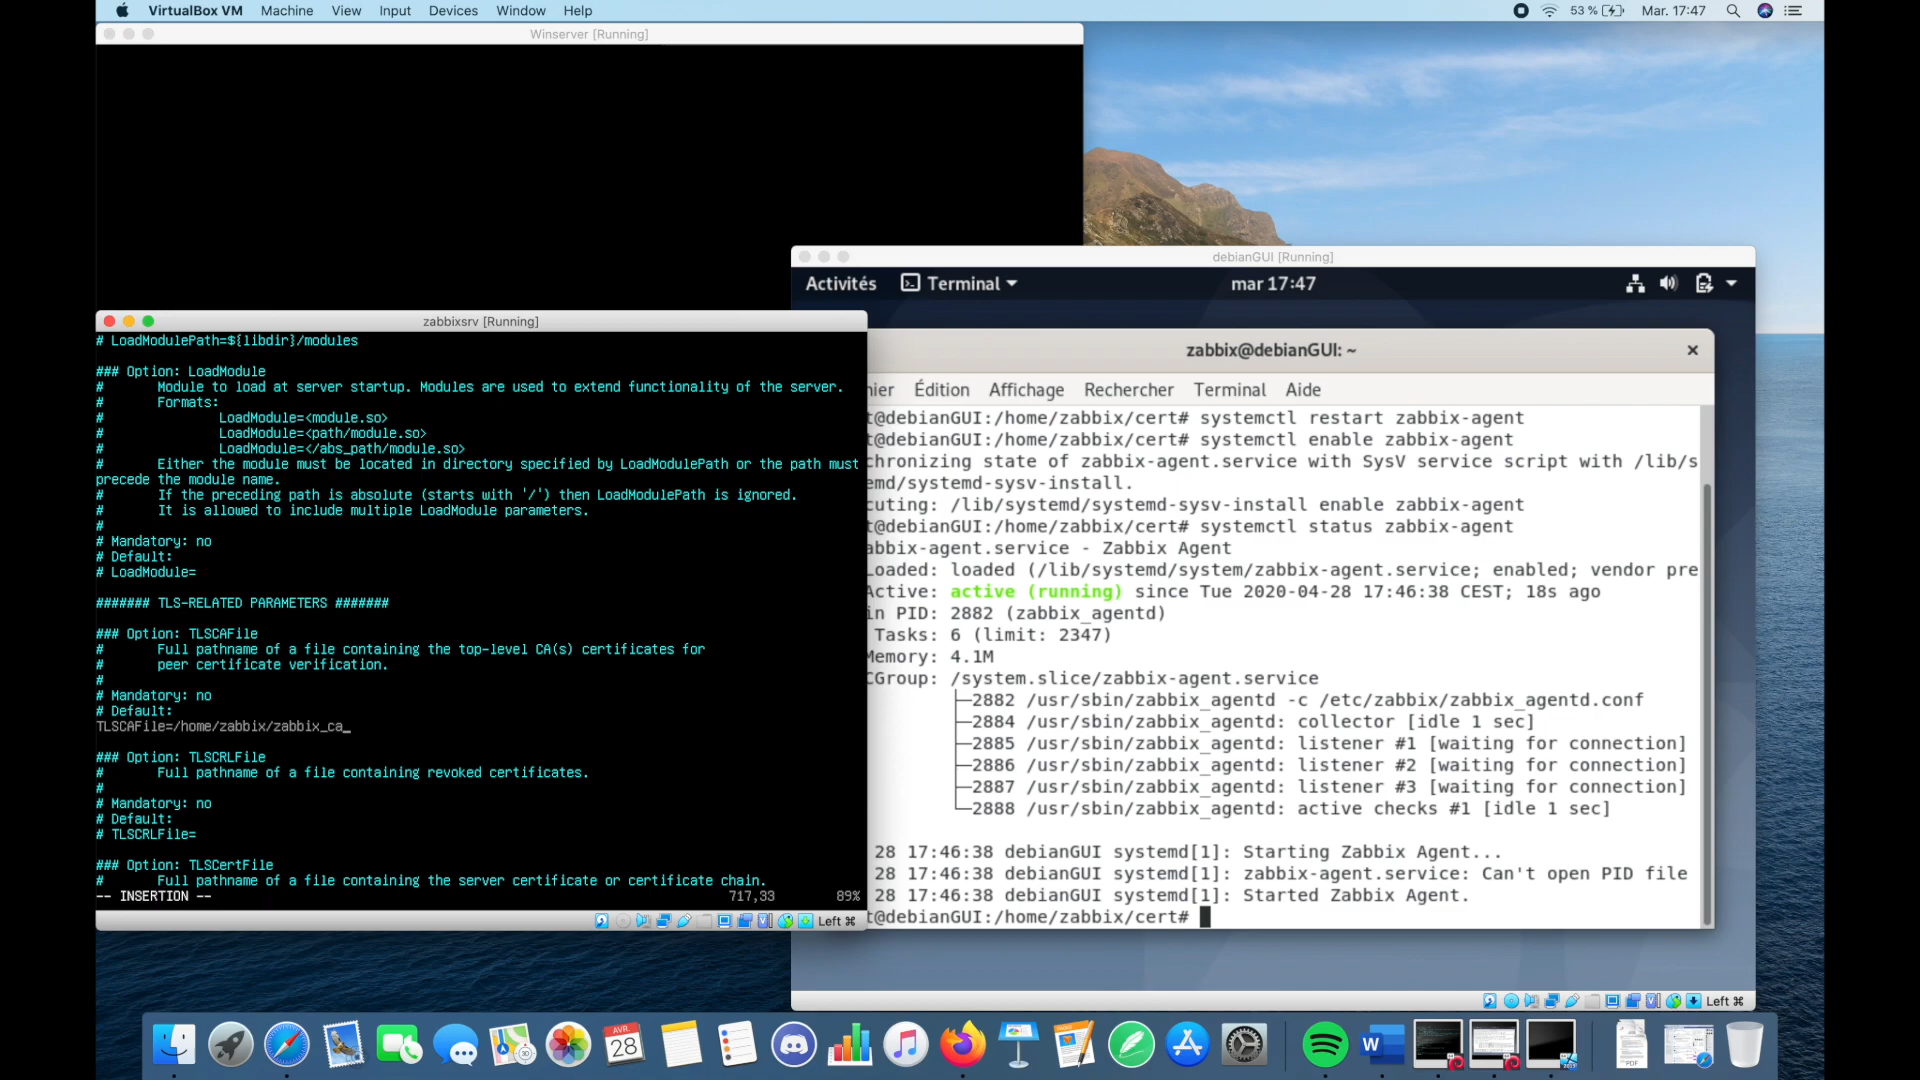 VirtualBox VM Machine View Input Devices Window Help
53 % Mar. 17:47
Winserver [Running]
debianGUI [Running]
Activités Terminal mar 17:47
zabbix@debianGUI: ~
Édition Affichage Rechercher Terminal Aide
t@debianGUI:/home/zabbix/cert# systemctl restart zabbix-agent
t@debianGUI:/home/zabbix/cert# systemctl enable zabbix-agent
chronizing state of zabbix-agent.service with SysV service script with /lib/s
emd/systemd-sysv-install.
cuting: /lib/systemd/systemd-sysv-install enable zabbix-agent
t@debianGUI:/home/zabbix/cert# systemctl status zabbix-agent
abbix-agent.service - Zabbix Agent
Loaded: loaded (/lib/systemd/system/zabbix-agent.service; enabled; vendor pre
Active: active (running) since Tue 2020-04-28 17:46:38 CEST; 18s ago
in PID: 2882 (zabbix_agentd)
Tasks: 6 (limit: 2347)
Memory: 4.1M
CGroup: /system.slice/zabbix-agent.service
├─2882 /usr/sbin/zabbix_agentd -c /etc/zabbix/zabbix_agentd.conf
├─2884 /usr/sbin/zabbix_agentd: collector [idle 1 sec]
├─2885 /usr/sbin/zabbix_agentd: listener #1 [waiting for connection]
├─2886 /usr/sbin/zabbix_agentd: listener #2 [waiting for connection]
├─2887 /usr/sbin/zabbix_agentd: listener #3 [waiting for connection]
└─2888 /usr/sbin/zabbix_agentd: active checks #1 [idle 1 sec]
28 17:46:38 debianGUI systemd[1]: Starting Zabbix Agent...
28 17:46:38 debianGUI systemd[1]: zabbix-agent.service: Can't open PID file
28 17:46:38 debianGUI systemd[1]: Started Zabbix Agent.
t@debianGUI:/home/zabbix/cert#
Left ⌘
zabbixsrv [Running]
# LoadModulePath=${libdir}/modules
### Option: LoadModule
# Module to load at server startup. Modules are used to extend functionality of the server.
# Formats:
# LoadModule=<module.so>
# LoadModule=<path/module.so>
# LoadModule=</abs_path/module.so>
# Either the module must be located in directory specified by LoadModulePath or the path must
precede the module name.
# If the preceding path is absolute (starts with '/') then LoadModulePath is ignored.
# It is allowed to include multiple LoadModule parameters.
#
# Mandatory: no
# Default:
# LoadModule=
####### TLS-RELATED PARAMETERS #######
### Option: TLSCAFile
# Full pathname of a file containing the top-level CA(s) certificates for
# peer certificate verification.
#
# Mandatory: no
# Default:
TLSCAFile=/home/zabbix/zabbix_ca_
### Option: TLSCRLFile
# Full pathname of a file containing revoked certificates.
#
# Mandatory: no
# Default:
# TLSCRLFile=
### Option: TLSCertFile
# Full pathname of a file containing the server certificate or certificate chain.
-- INSERTION -- 717,33 89%
Left ⌘
AVR.
28
PDF